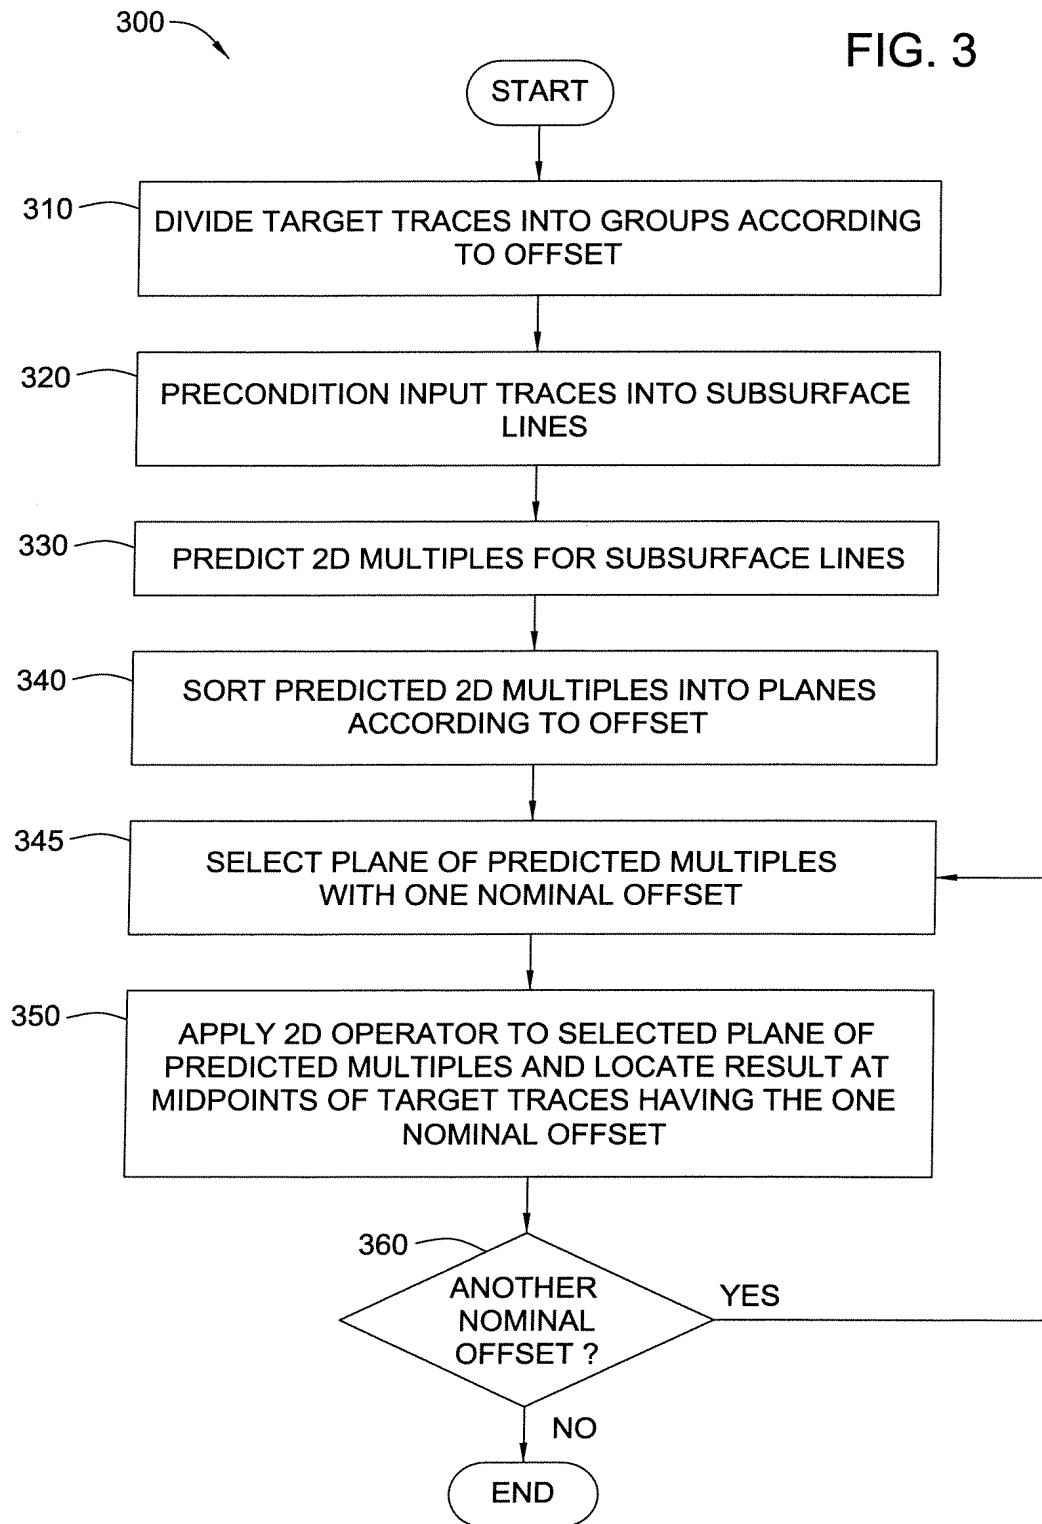 300
FIG. 3
START
310
DIVIDE TARGET TRACES INTO GROUPS ACCORDING
TO OFFSET
320
PRECONDITION INPUT TRACES INTO SUBSURFACE
LINES
330
PREDICT 2D MULTIPLES FOR SUBSURFACE LINES
340
SORT PREDICTED 2D MULTIPLES INTO PLANES
ACCORDING TO OFFSET
345
SELECT PLANE OF PREDICTED MULTIPLES
WITH ONE NOMINAL OFFSET
350
APPLY 2D OPERATOR TO SELECTED PLANE OF
PREDICTED MULTIPLES AND LOCATE RESULT AT
MIDPOINTS OF TARGET TRACES HAVING THE ONE
NOMINAL OFFSET
360
ANOTHER
NOMINAL
OFFSET ?
YES
NO
END